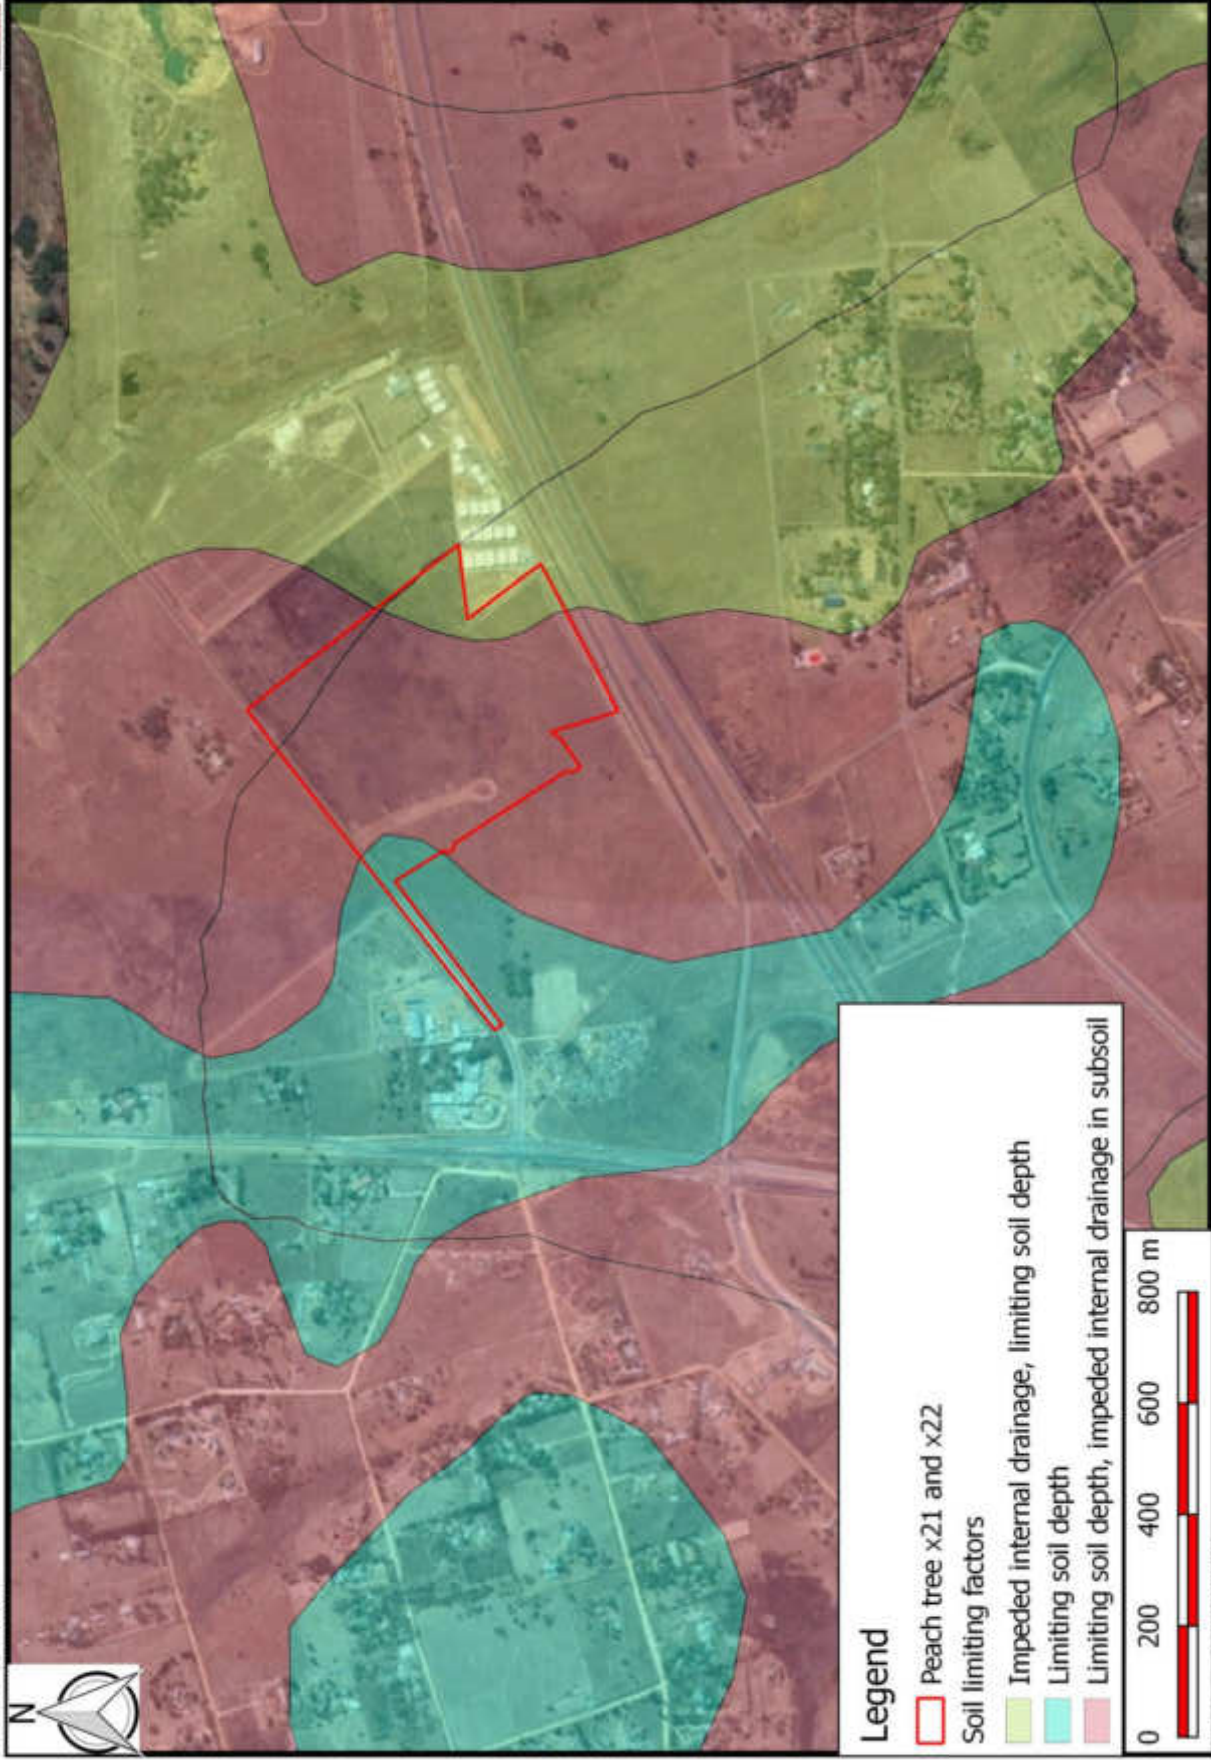 N
Legend
Peach tree x21 and x22
Soil limiting factors
Impeded internal drainage, limiting soil depth
Limiting soil depth
Limiting soil depth, impeded internal drainage in subsoil
0 200 400 600 800 m